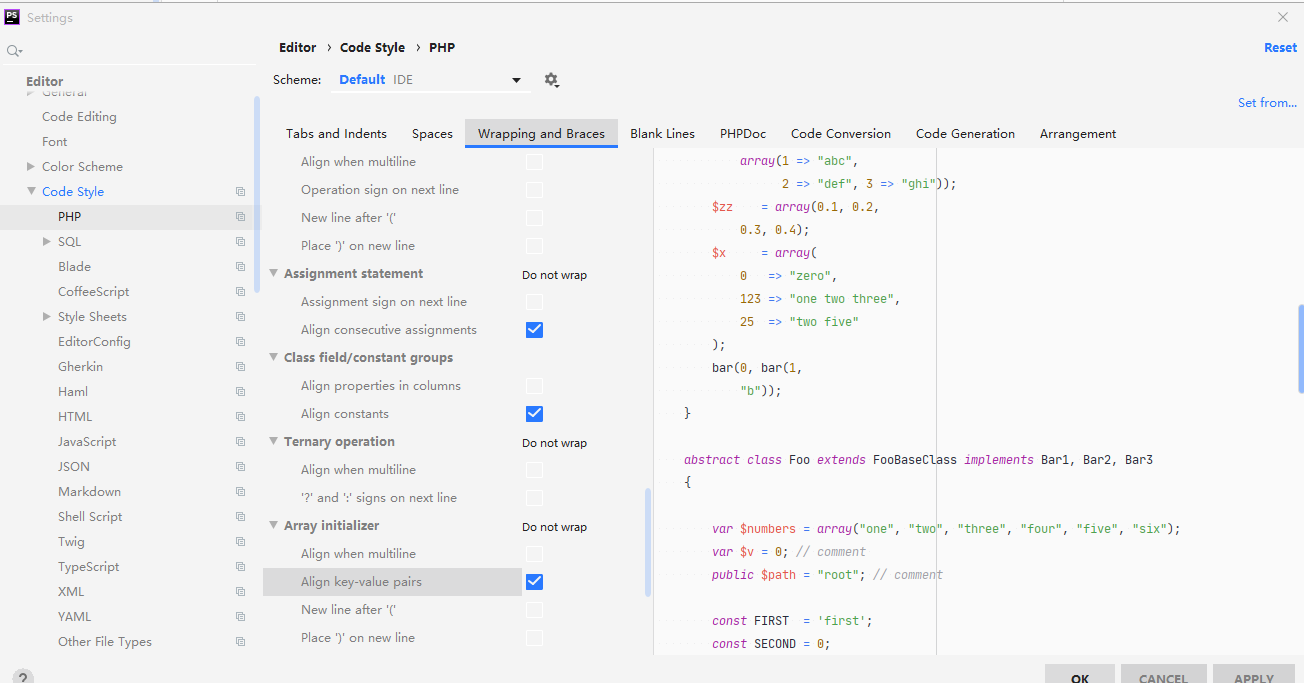 PS Settings
Editor › Code Style › PHP
Reset
Scheme: Default IDE
Set from...
Editor
General
Code Editing
Font
Color Scheme
Code Style
PHP
SQL
Blade
CoffeeScript
Style Sheets
EditorConfig
Gherkin
Haml
HTML
JavaScript
JSON
Markdown
Shell Script
Twig
TypeScript
XML
YAML
Other File Types
?
Tabs and Indents Spaces Wrapping and Braces Blank Lines PHPDoc Code Conversion Code Generation Arrangement
Align when multiline
Operation sign on next line
New line after '('
Place ')' on new line
Assignment statement Do not wrap
Assignment sign on next line
Align consecutive assignments
Class field/constant groups
Align properties in columns
Align constants
Ternary operation Do not wrap
Align when multiline
'?' and ':' signs on next line
Array initializer Do not wrap
Align when multiline
Align key-value pairs
New line after '('
Place ')' on new line
array(1 => "abc",
2 => "def", 3 => "ghi"));
$zz = array(0.1, 0.2,
0.3, 0.4);
$x = array(
0 => "zero",
123 => "one two three",
25 => "two five"
);
bar(0, bar(1,
"b"));
}
abstract class Foo extends FooBaseClass implements Bar1, Bar2, Bar3
{
var $numbers = array("one", "two", "three", "four", "five", "six");
var $v = 0; // comment
public $path = "root"; // comment
const FIRST = 'first';
const SECOND = 0;
OK CANCEL APPLY